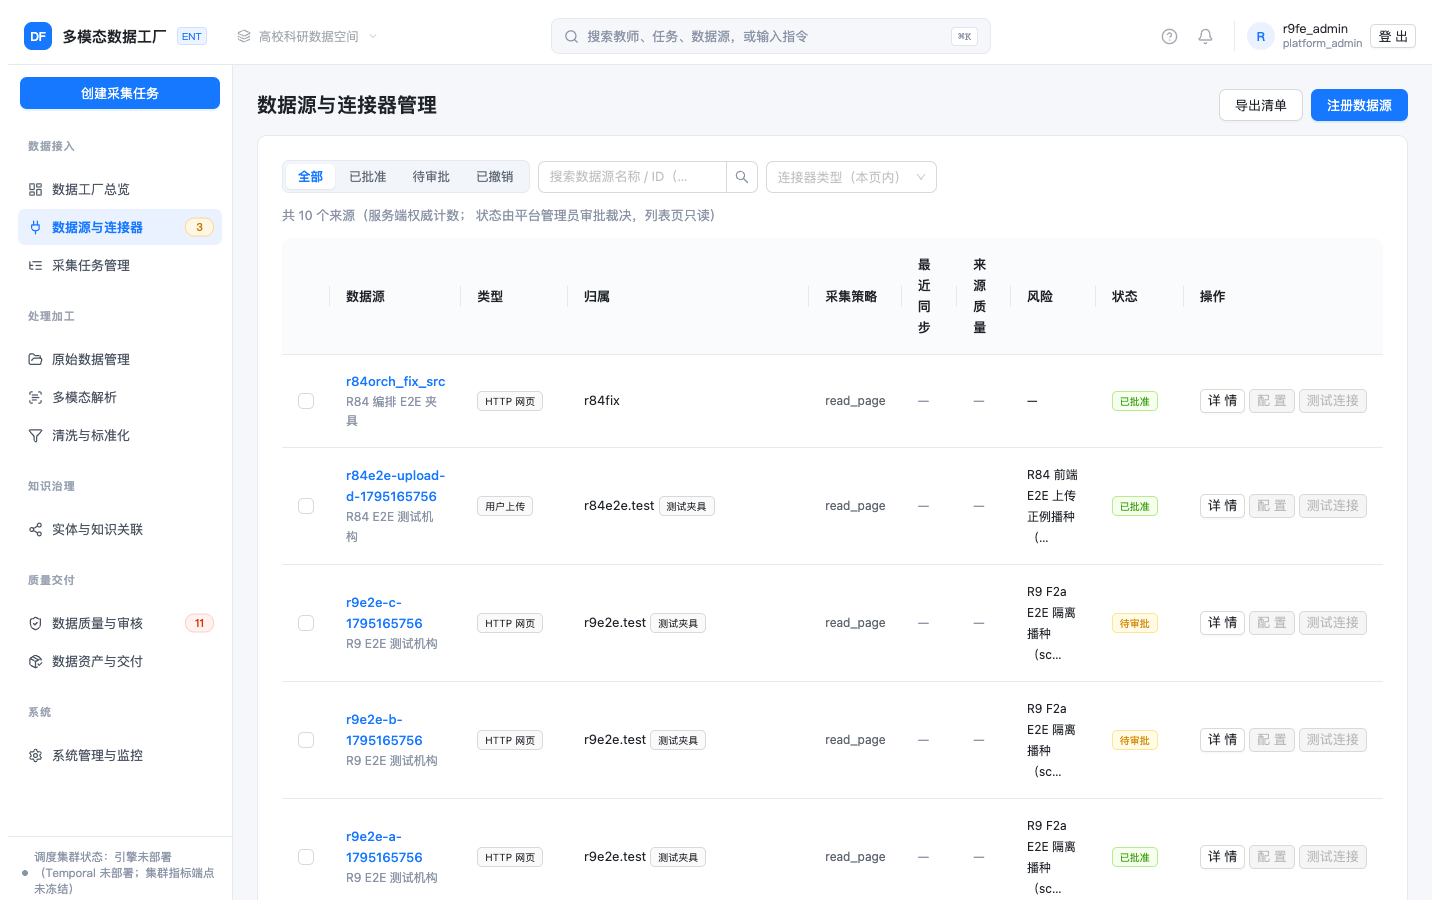 DF 多模态数据工厂 ENT 高校科研数据空间 搜索教师、任务、数据源，或输入指令 ⌘K R r9fe_admin 登 出
platform_admin
创建采集任务
数据接入
数据工厂总览
数据源与连接器 3
采集任务管理
处理加工
原始数据管理
多模态解析
清洗与标准化
知识治理
实体与知识关联
质量交付
数据质量与审核 11
数据资产与交付
系统
系统管理与监控
调度集群状态：引擎未部署
（Temporal 未部署；集群指标端点
未冻结）
数据源与连接器管理 导出清单 注册数据源
全部 已批准 待审批 已撤销 搜索数据源名称 / ID（... 连接器类型（本页内）
共 10 个来源（服务端权威计数； 状态由平台管理员审批裁决，列表页只读）
数据源 类型 归属 采集策略 最近同步 来源质量 风险 状态 操作
r84orch_fix_src
R84 编排 E2E 夹
具
HTTP 网页 r84fix read_page — — — 已批准 详 情 配 置 测试连接
r84e2e-upload-
d-1795165756
R84 E2E 测试机
构
用户上传 r84e2e.test 测试夹具 read_page — —
R84 前端
E2E 上传
正例播种
（...
已批准 详 情 配 置 测试连接
r9e2e-c-
1795165756
R9 E2E 测试机构
HTTP 网页 r9e2e.test 测试夹具 read_page — —
R9 F2a
E2E 隔离
播种
（sc...
待审批 详 情 配 置 测试连接
r9e2e-b-
1795165756
R9 E2E 测试机构
HTTP 网页 r9e2e.test 测试夹具 read_page — —
R9 F2a
E2E 隔离
播种
（sc...
待审批 详 情 配 置 测试连接
r9e2e-a-
1795165756
R9 E2E 测试机构
HTTP 网页 r9e2e.test 测试夹具 read_page — —
R9 F2a
E2E 隔离
播种
（sc...
已批准 详 情 配 置 测试连接